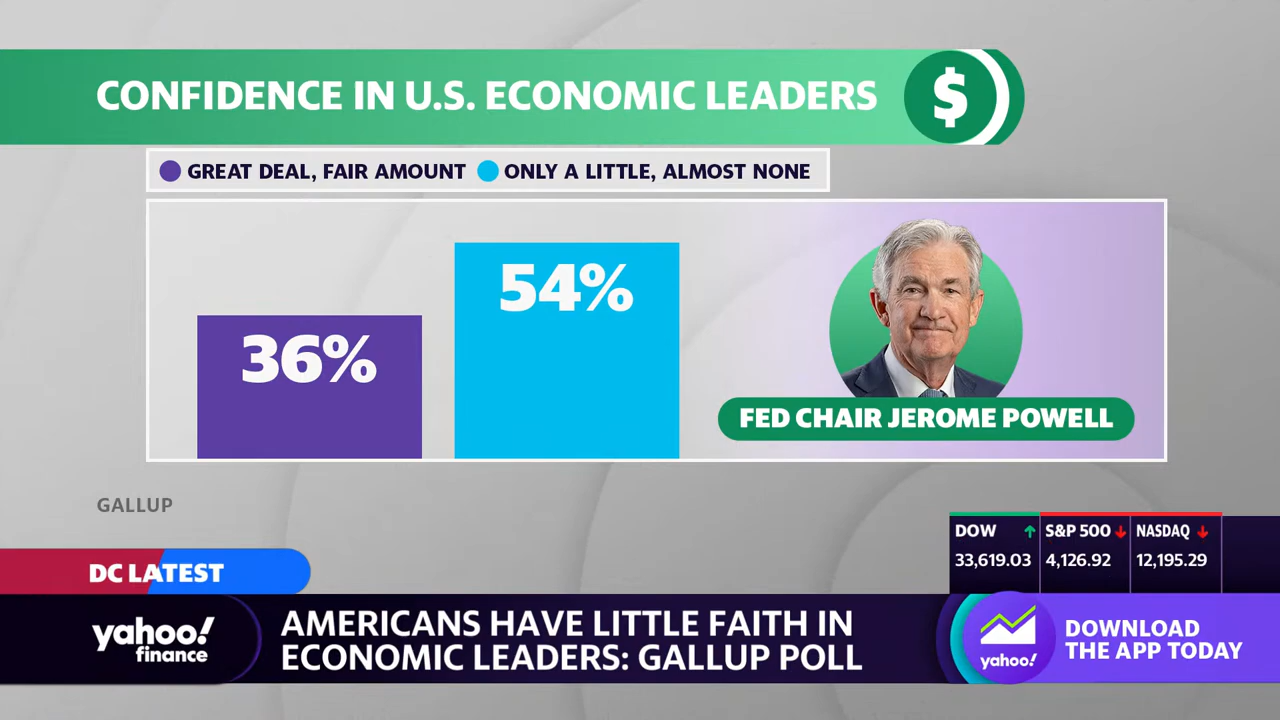 CONFIDENCE IN U.S. ECONOMIC LEADERS
$
GREAT DEAL, FAIR AMOUNT
ONLY A LITTLE, ALMOST NONE
36%
54%
FED CHAIR JEROME POWELL
GALLUP
DOW
33,619.03
S&P 500
4,126.92
NASDAQ
12,195.29
DC LATEST
yahoo!
finance
AMERICANS HAVE LITTLE FAITH IN
ECONOMIC LEADERS: GALLUP POLL
yahoo!
DOWNLOAD
THE APP TODAY